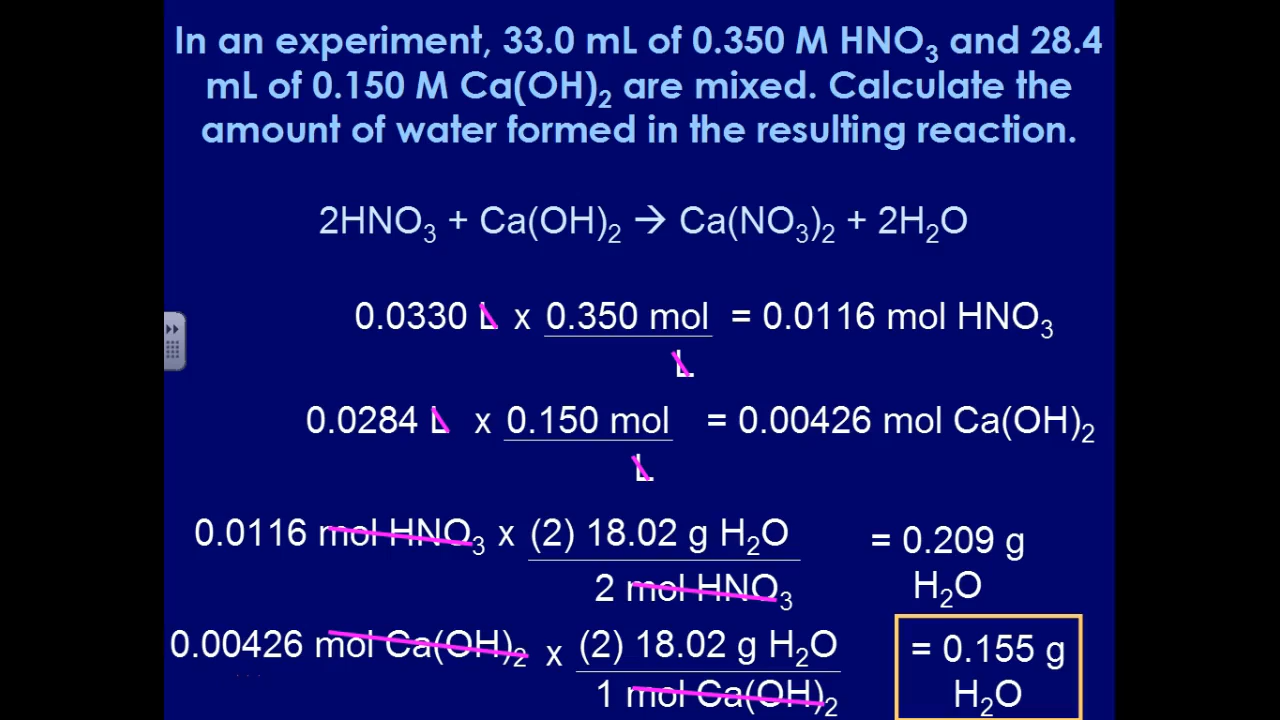 In an experiment, 33.0 mL of 0.350 M HNO₃ and 28.4
mL of 0.150 M Ca(OH)₂ are mixed. Calculate the
amount of water formed in the resulting reaction.
2HNO₃ + Ca(OH)₂ → Ca(NO₃)₂ + 2H₂O
0.0330 L x 0.350 mol = 0.0116 mol HNO₃
L
0.0284 L x 0.150 mol = 0.00426 mol Ca(OH)₂
L
0.0116 mol HNO₃ x (2) 18.02 g H₂O = 0.209 g
2 mol HNO₃ H₂O
0.00426 mol Ca(OH)₂ x (2) 18.02 g H₂O = 0.155 g
1 mol Ca(OH)₂ H₂O